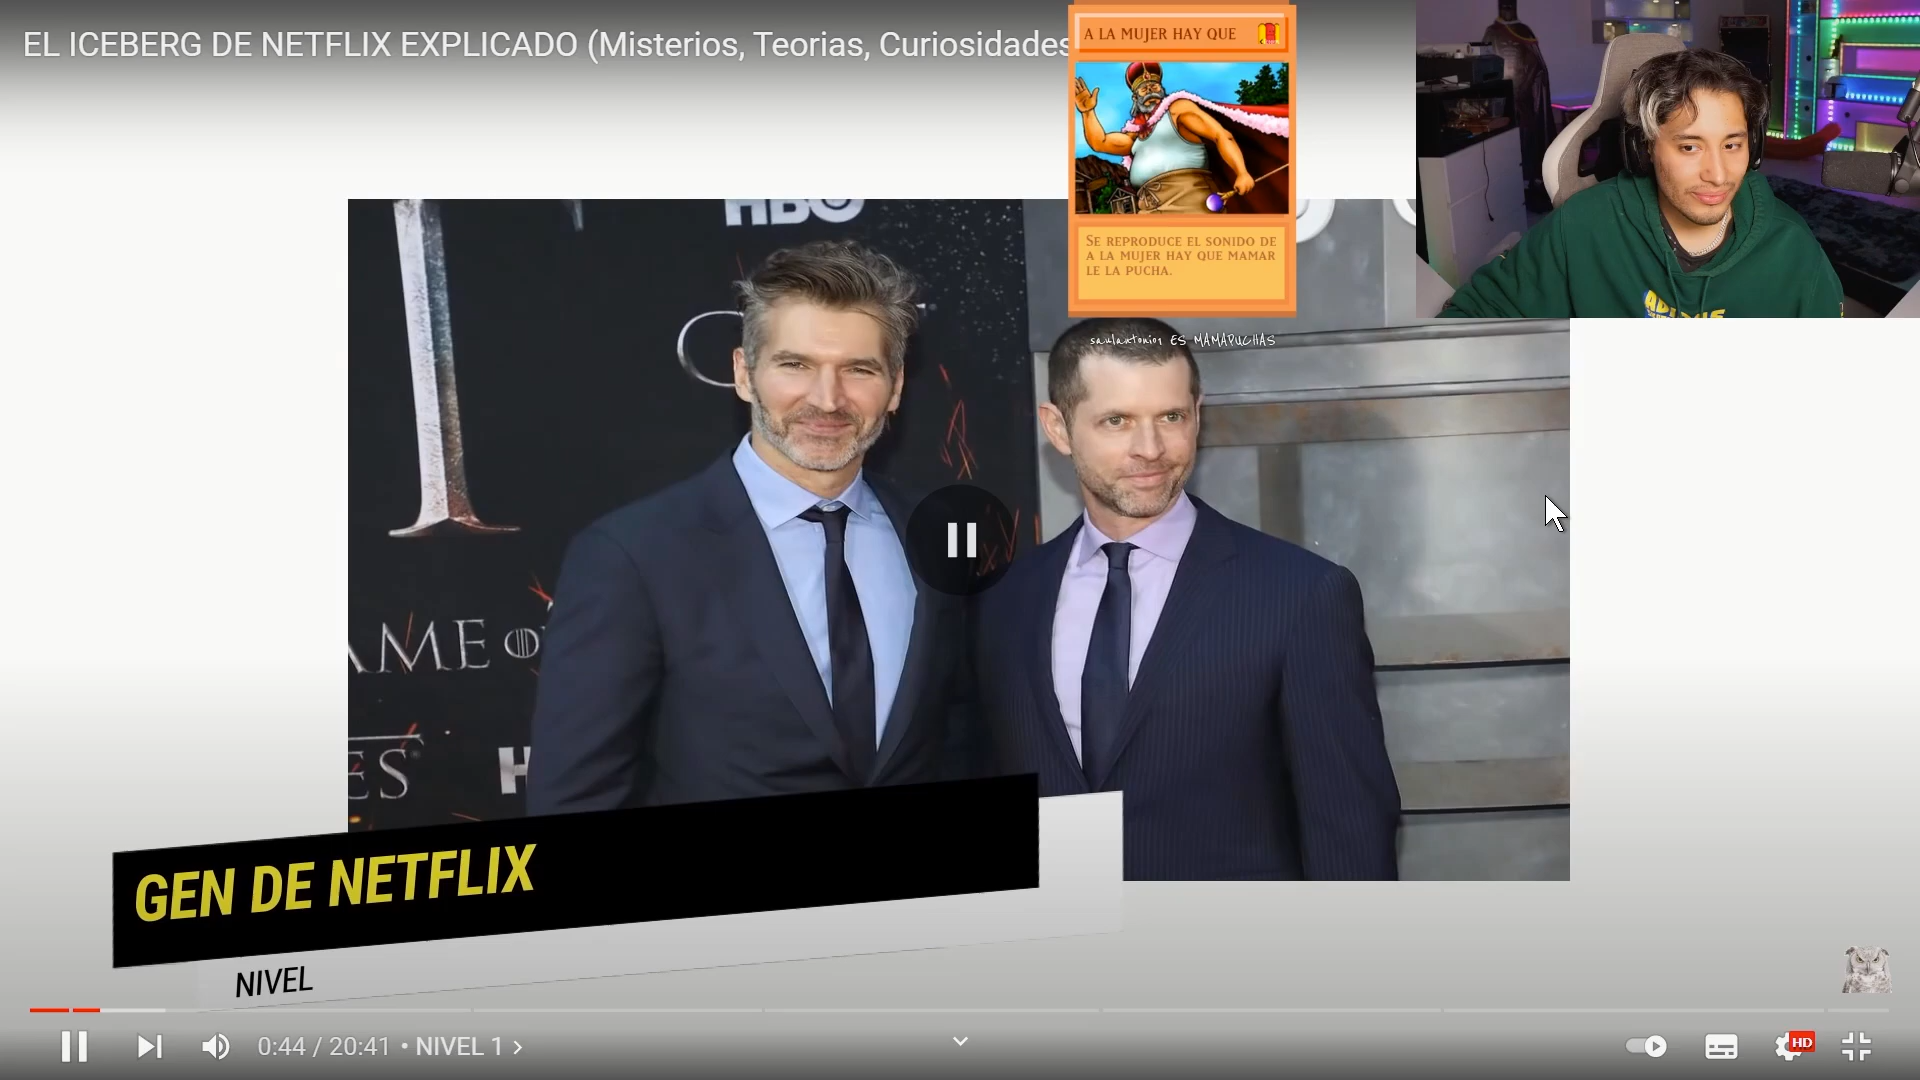 EL ICEBERG DE NETFLIX EXPLICADO (Misterios, Teorias, Curiosidades
A LA MUJER HAY QUE
SE REPRODUCE EL SONIDO DE
A LA MUJER HAY QUE MAMAR
LE LA PUCHA.
saulantonio1 ES MAMAPUCHAS
HBO
AME O
ES
H
GEN DE NETFLIX
NIVEL
0:44 / 20:41 • NIVEL 1 >
HD